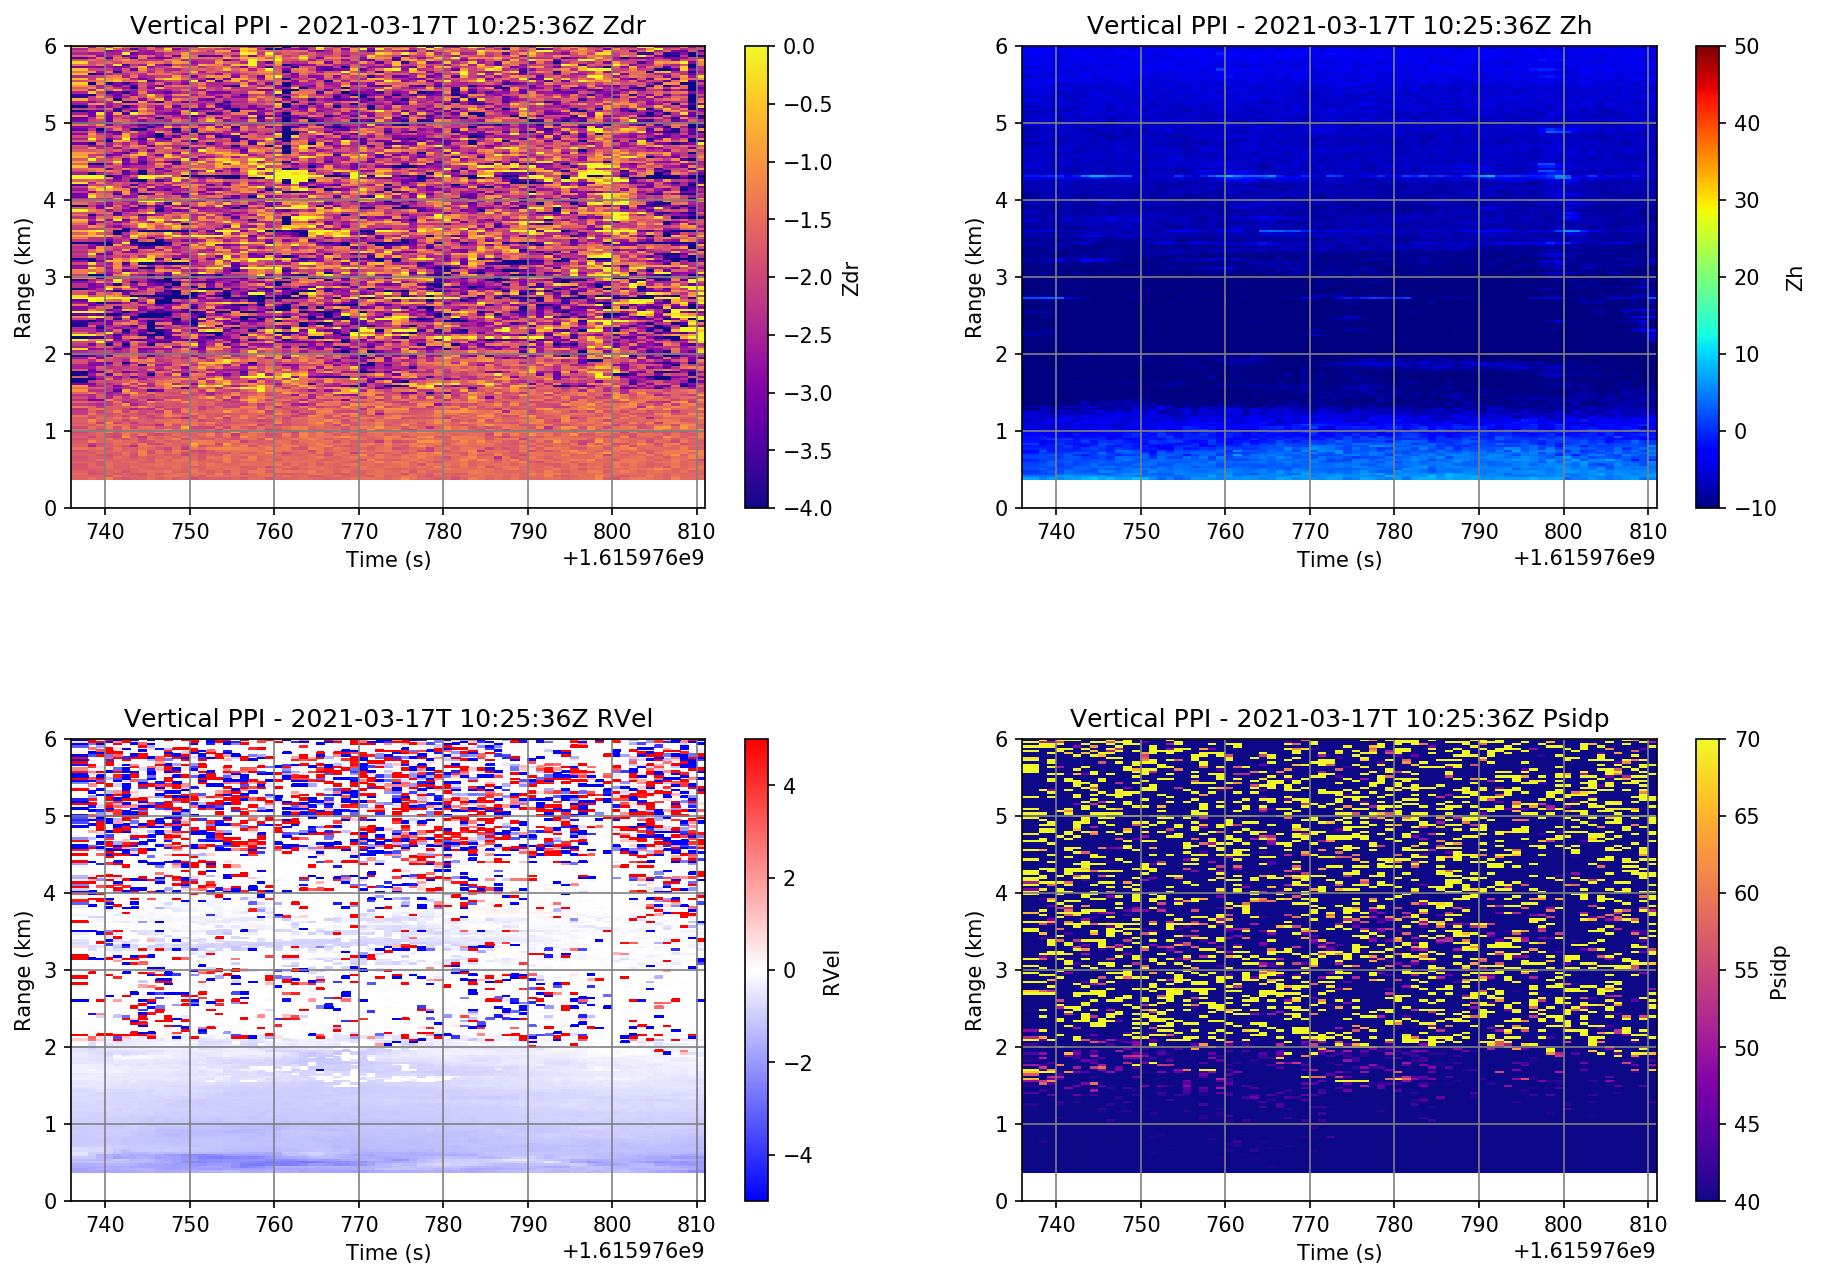 Vertical PPI - 2021-03-17T 10:25:36Z Zdr
6
5
4
3
2
1
0
Range (km)
740 750 760 770 780 790 800 810
Time (s)
+1.615976e9
0.0
−0.5
−1.0
−1.5
−2.0
−2.5
−3.0
−3.5
−4.0
Zdr
Vertical PPI - 2021-03-17T 10:25:36Z Zh
6
5
4
3
2
1
0
Range (km)
740 750 760 770 780 790 800 810
Time (s)
+1.615976e9
50
40
30
20
10
0
−10
Zh
Vertical PPI - 2021-03-17T 10:25:36Z RVel
6
5
4
3
2
1
0
Range (km)
740 750 760 770 780 790 800 810
Time (s)
+1.615976e9
4
2
0
−2
−4
RVel
Vertical PPI - 2021-03-17T 10:25:36Z Psidp
6
5
4
3
2
1
0
Range (km)
740 750 760 770 780 790 800 810
Time (s)
+1.615976e9
70
65
60
55
50
45
40
Psidp